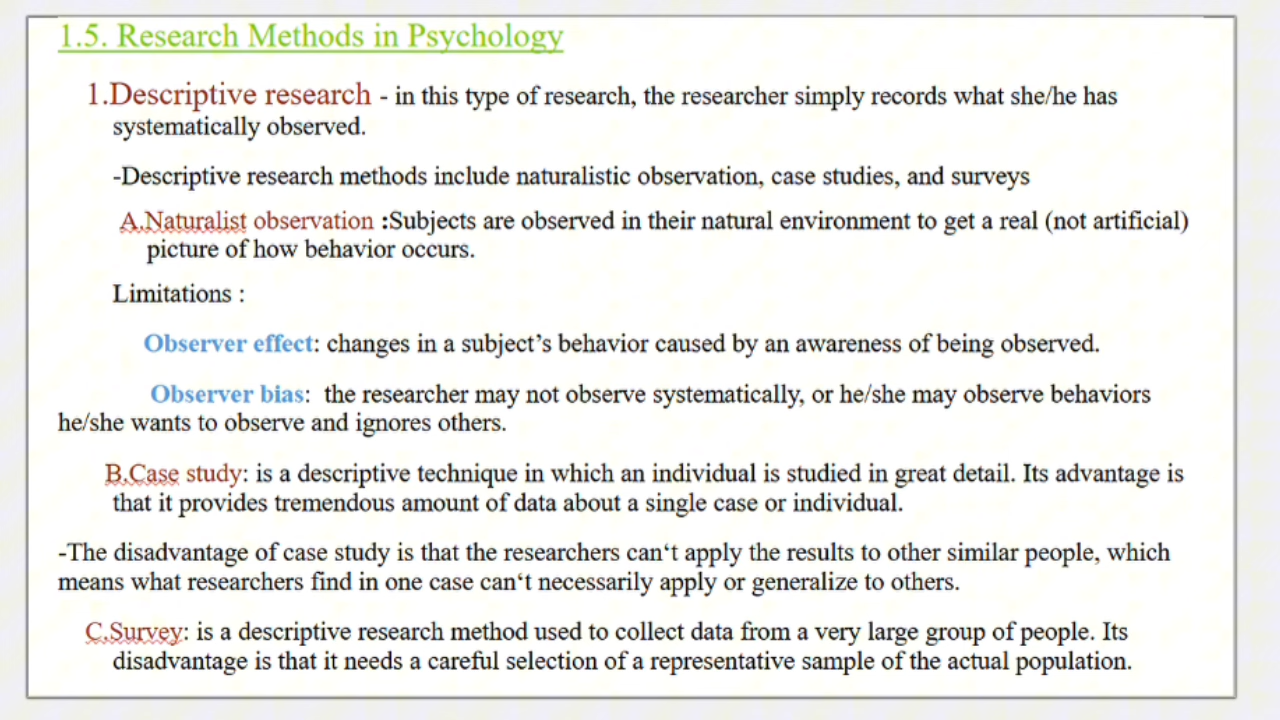 1.5. Research Methods in Psychology
1.Descriptive research - in this type of research, the researcher simply records what she/he has
systematically observed.
-Descriptive research methods include naturalistic observation, case studies, and surveys
A.Naturalist observation :Subjects are observed in their natural environment to get a real (not artificial)
picture of how behavior occurs.
Limitations :
Observer effect: changes in a subject’s behavior caused by an awareness of being observed.
Observer bias: the researcher may not observe systematically, or he/she may observe behaviors
he/she wants to observe and ignores others.
B.Case study: is a descriptive technique in which an individual is studied in great detail. Its advantage is
that it provides tremendous amount of data about a single case or individual.
-The disadvantage of case study is that the researchers can‘t apply the results to other similar people, which
means what researchers find in one case can‘t necessarily apply or generalize to others.
C.Survey: is a descriptive research method used to collect data from a very large group of people. Its
disadvantage is that it needs a careful selection of a representative sample of the actual population.